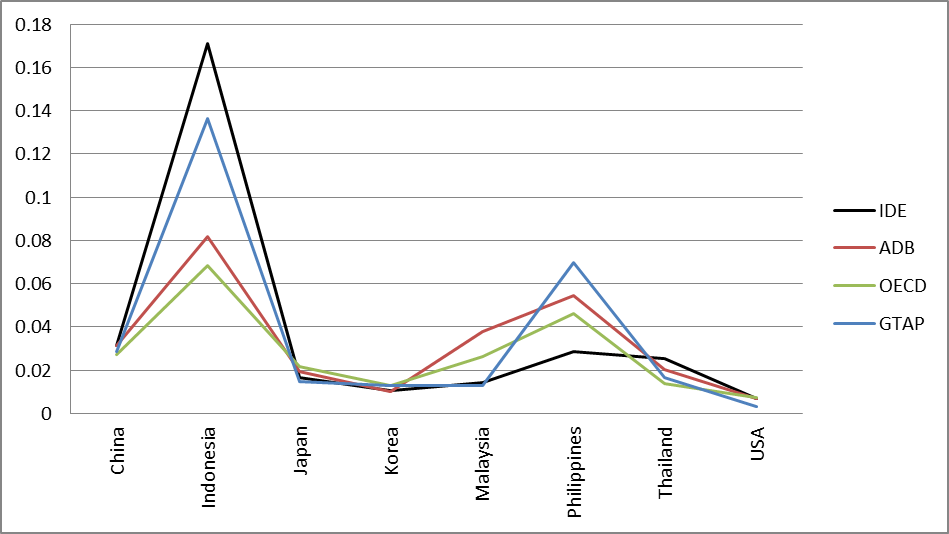 0.18
0.16
0.14
0.12
0.1
0.08
0.06
0.04
0.02
0
China
Indonesia
Japan
Korea
Malaysia
Philippines
Thailand
USA
IDE
ADB
OECD
GTAP